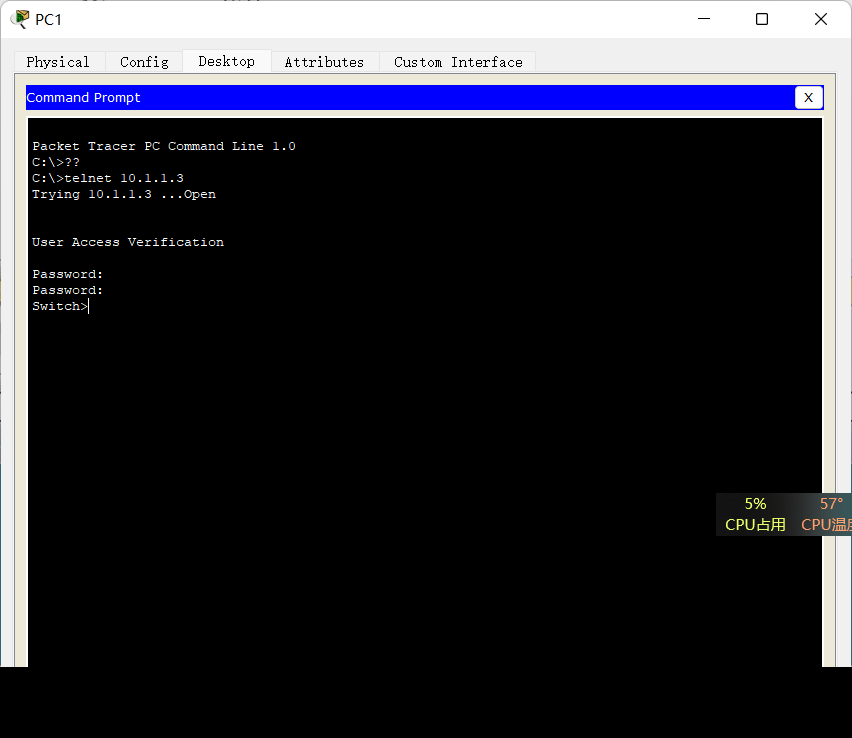 PC1
Physical Config Desktop Attributes Custom Interface
Command Prompt X
Packet Tracer PC Command Line 1.0
C:\>??
C:\>telnet 10.1.1.3
Trying 10.1.1.3 ...Open
User Access Verification
Password:
Password:
Switch>
5% 57°
CPU占用 CPU温度